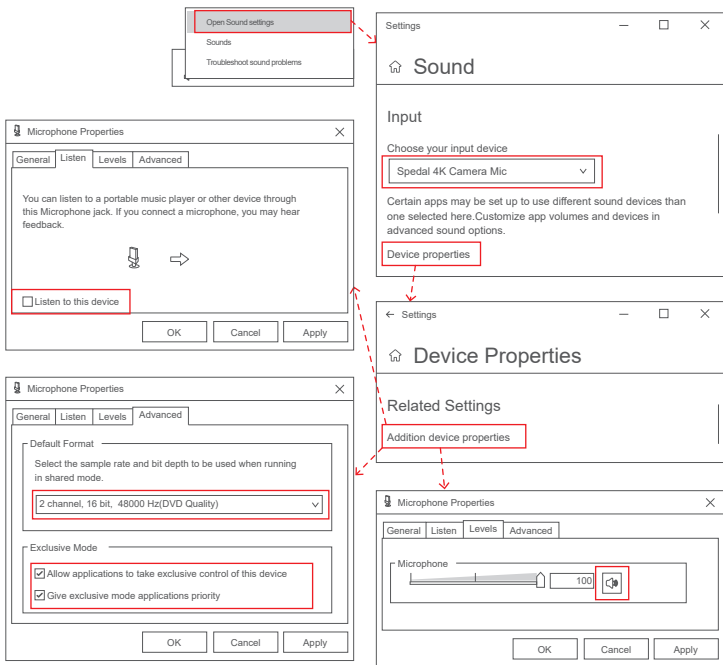 Open Sound settings
Sounds
Troubleshoot sound problems
Settings
Sound
Input
Choose your input device
Spedal 4K Camera Mic
Certain apps may be set up to use different sound devices than
one selected here.Customize app volumes and devices in
advanced sound options.
Device properties
Microphone Properties
General Listen Levels Advanced
You can listen to a portable music player or other device through
this Microphone jack. If you connect a microphone, you may hear
feedback.
Listen to this device
OK Cancel Apply
Settings
Device Properties
Related Settings
Addition device properties
Microphone Properties
General Listen Levels Advanced
Default Format
Select the sample rate and bit depth to be used when running
in shared mode.
2 channel, 16 bit, 48000 Hz(DVD Quality)
Exclusive Mode
Allow applications to take exclusive control of this device
Give exclusive mode applications priority
OK Cancel Apply
Microphone Properties
General Listen Levels Advanced
Microphone
100
OK Cancel Apply